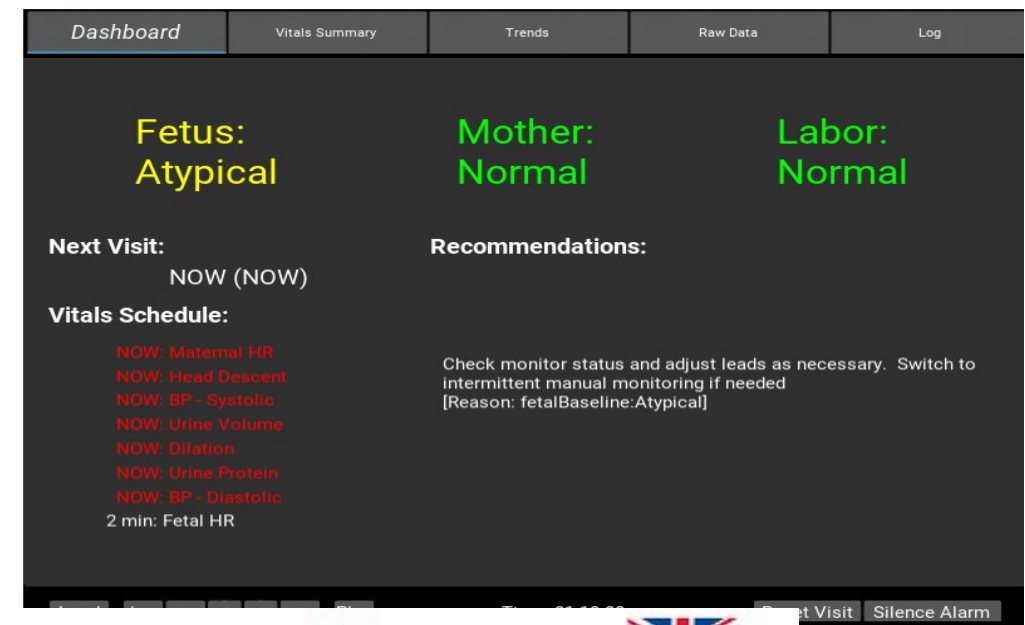 Dashboard
Vitals Summary
Trends
Raw Data
Log
Fetus:
Atypical
Mother:
Normal
Labor:
Normal
Next Visit:
NOW (NOW)
Vitals Schedule:
NOW: Maternal HR
NOW: Head Descent
NOW: BP - Systolic
NOW: Urine Volume
NOW: Dilation
NOW: Urine Protein
NOW: BP - Diastolic
2 min: Fetal HR
Recommendations:
Check monitor status and adjust leads as necessary.  Switch to
intermittent manual monitoring if needed
[Reason: fetalBaseline:Atypical]
Visit
Silence Alarm